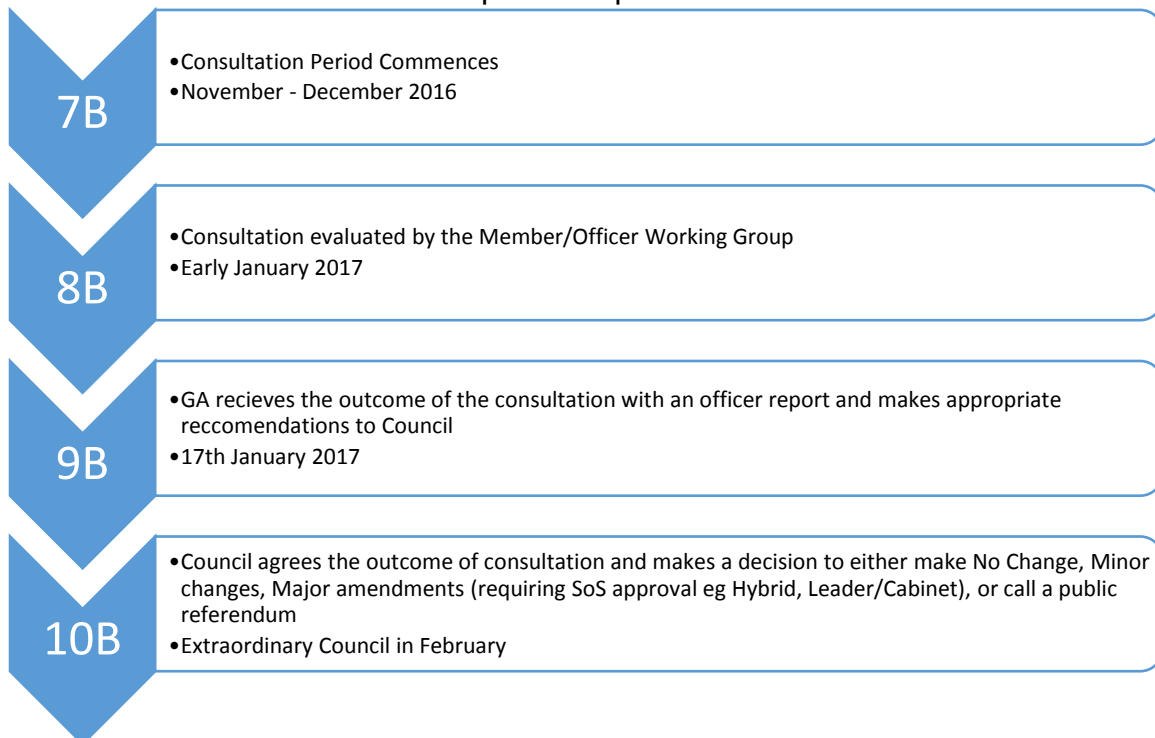 7B
•Consultation Period Commences
•November - December 2016
8B
•Consultation evaluated by the Member/Officer Working Group
•Early January 2017
9B
•GA recieves the outcome of the consultation with an officer report and makes appropriate
reccomendations to Council
•17th January 2017
10B
•Council agrees the outcome of consultation and makes a decision to either make No Change, Minor
changes, Major amendments (requiring SoS approval eg Hybrid, Leader/Cabinet), or call a public
referendum
•Extraordinary Council in February